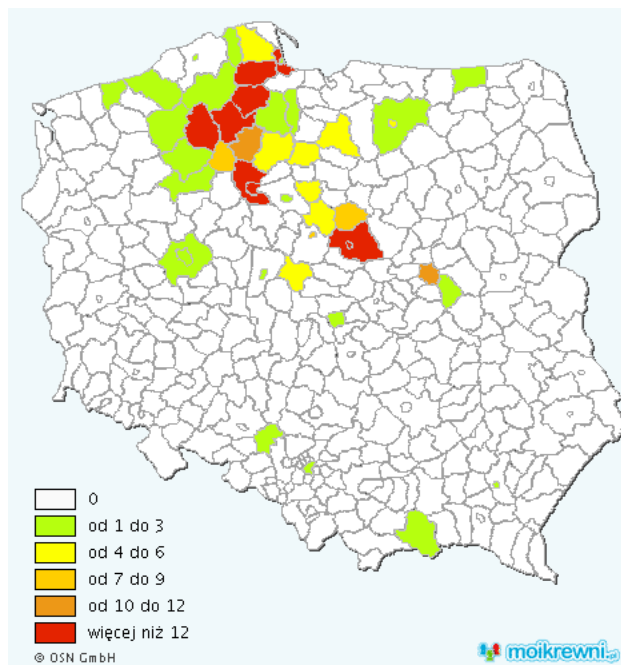 0
od 1 do 3
od 4 do 6
od 7 do 9
od 10 do 12
więcej niż 12
© OSN GmbH
moikrewni.pl